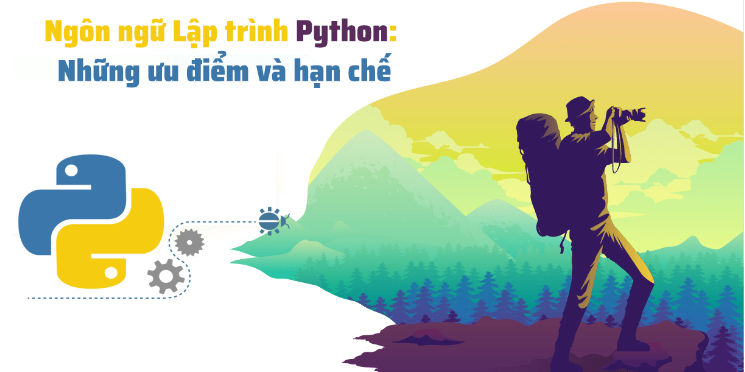 Ngôn ngữ Lập trình Python:
Những ưu điểm và hạn chế